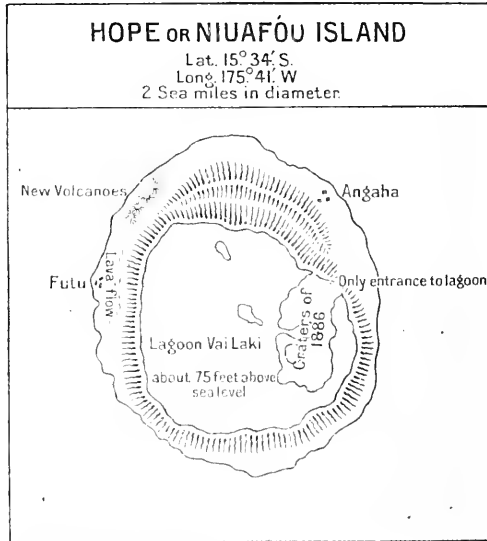 HOPE OR NIUAFÓU ISLAND
Lat. 15° 34′ S.
Long. 175° 41′ W
2 Sea miles in diameter.
New Volcanoes
Angaha
Futu
Lava flow
Only entrance to lagoon
Craters of
1886
Lagoon Vai Laki
about 75 feet above
sea level